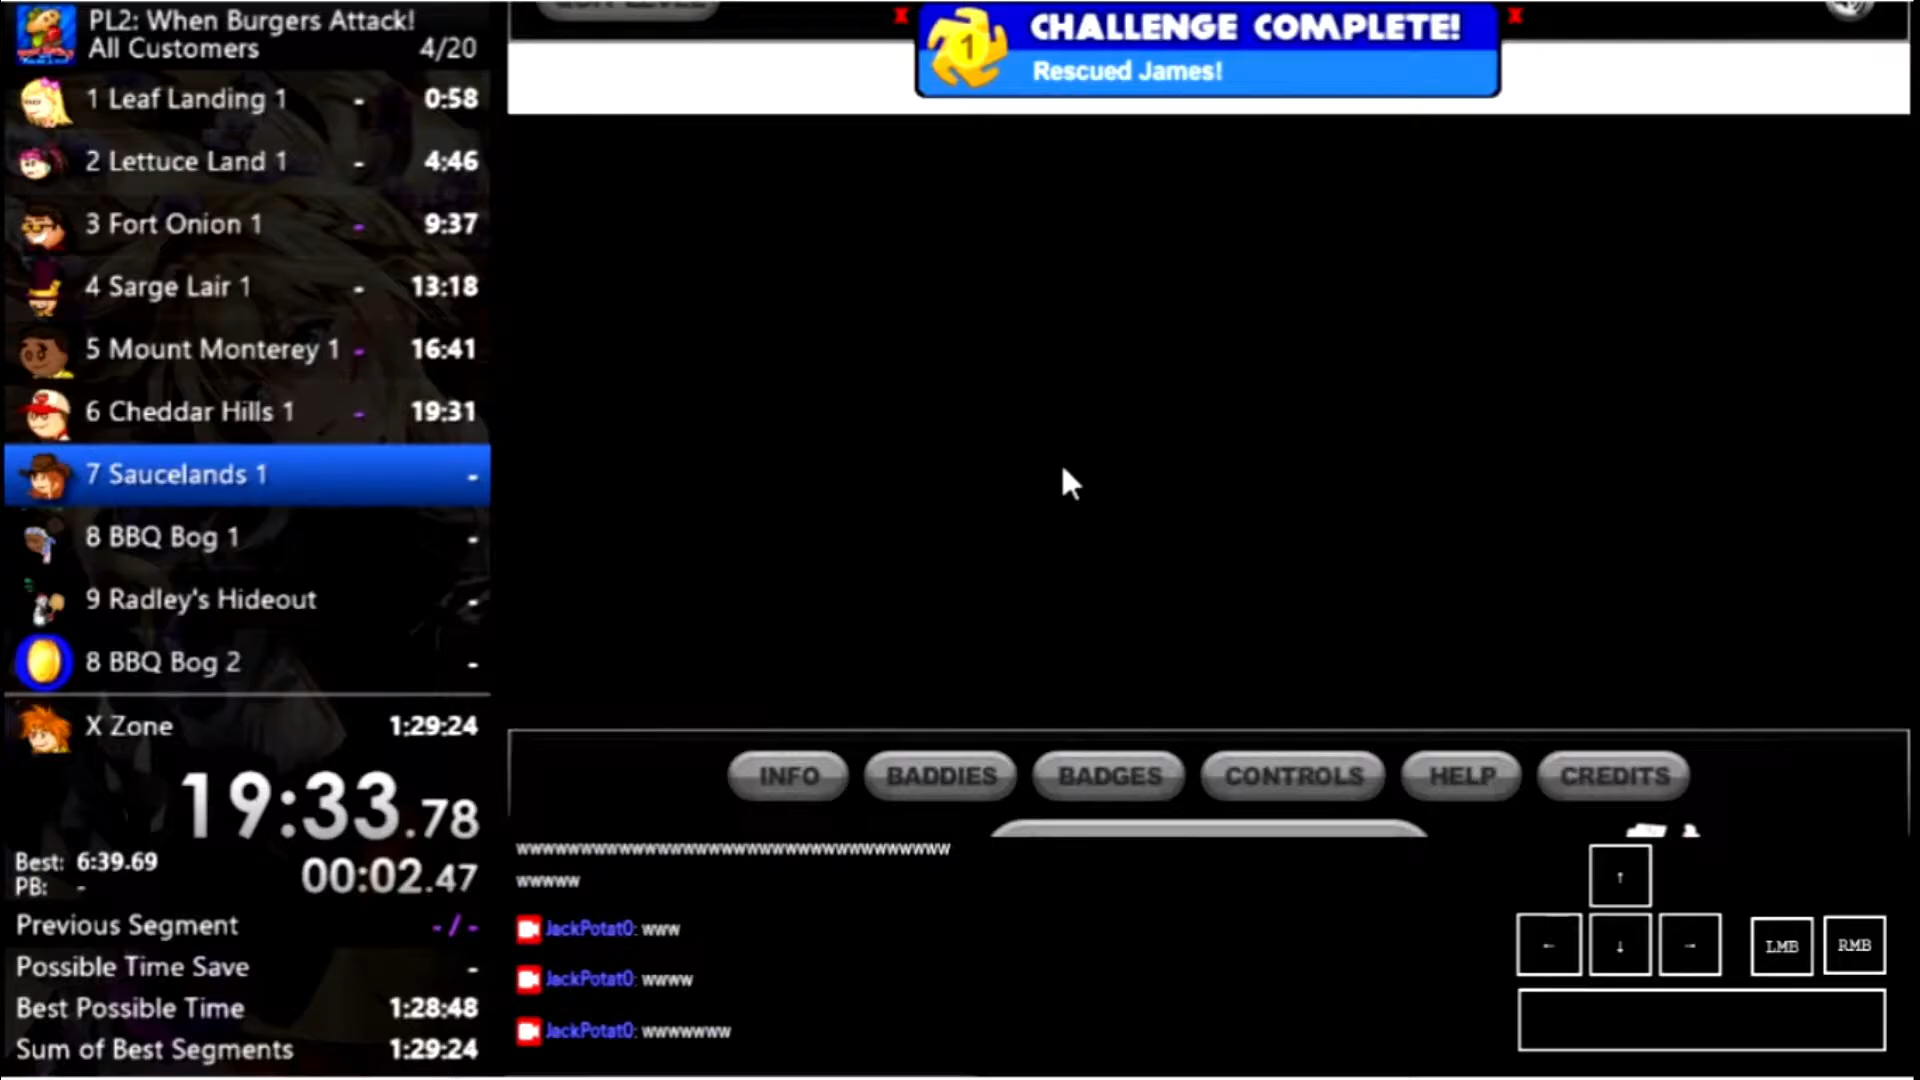 PL2: When Burgers Attack!
All Customers 4/20
1 Leaf Landing 1 - 0:58
2 Lettuce Land 1 - 4:46
3 Fort Onion 1 - 9:37
4 Sarge Lair 1 - 13:18
5 Mount Monterey 1 - 16:41
6 Cheddar Hills 1 - 19:31
7 Saucelands 1 -
8 BBQ Bog 1 -
9 Radley's Hideout -
8 BBQ Bog 2 -
X Zone 1:29:24
19:33.78
Best: 6:39.69
PB: -
00:02.47
Previous Segment - / -
Possible Time Save -
Best Possible Time 1:28:48
Sum of Best Segments 1:29:24
QUIT LEVEL
x x
1
CHALLENGE COMPLETE!
Rescued James!
INFO BADDIES BADGES CONTROLS HELP CREDITS
wwwwwwwwwwwwwwwwwwwwwwwwwwwwwwwwww
wwwww
JackPotat0: www
JackPotat0: wwww
JackPotat0: wwwwwww
↑
← ↓ → LMB RMB